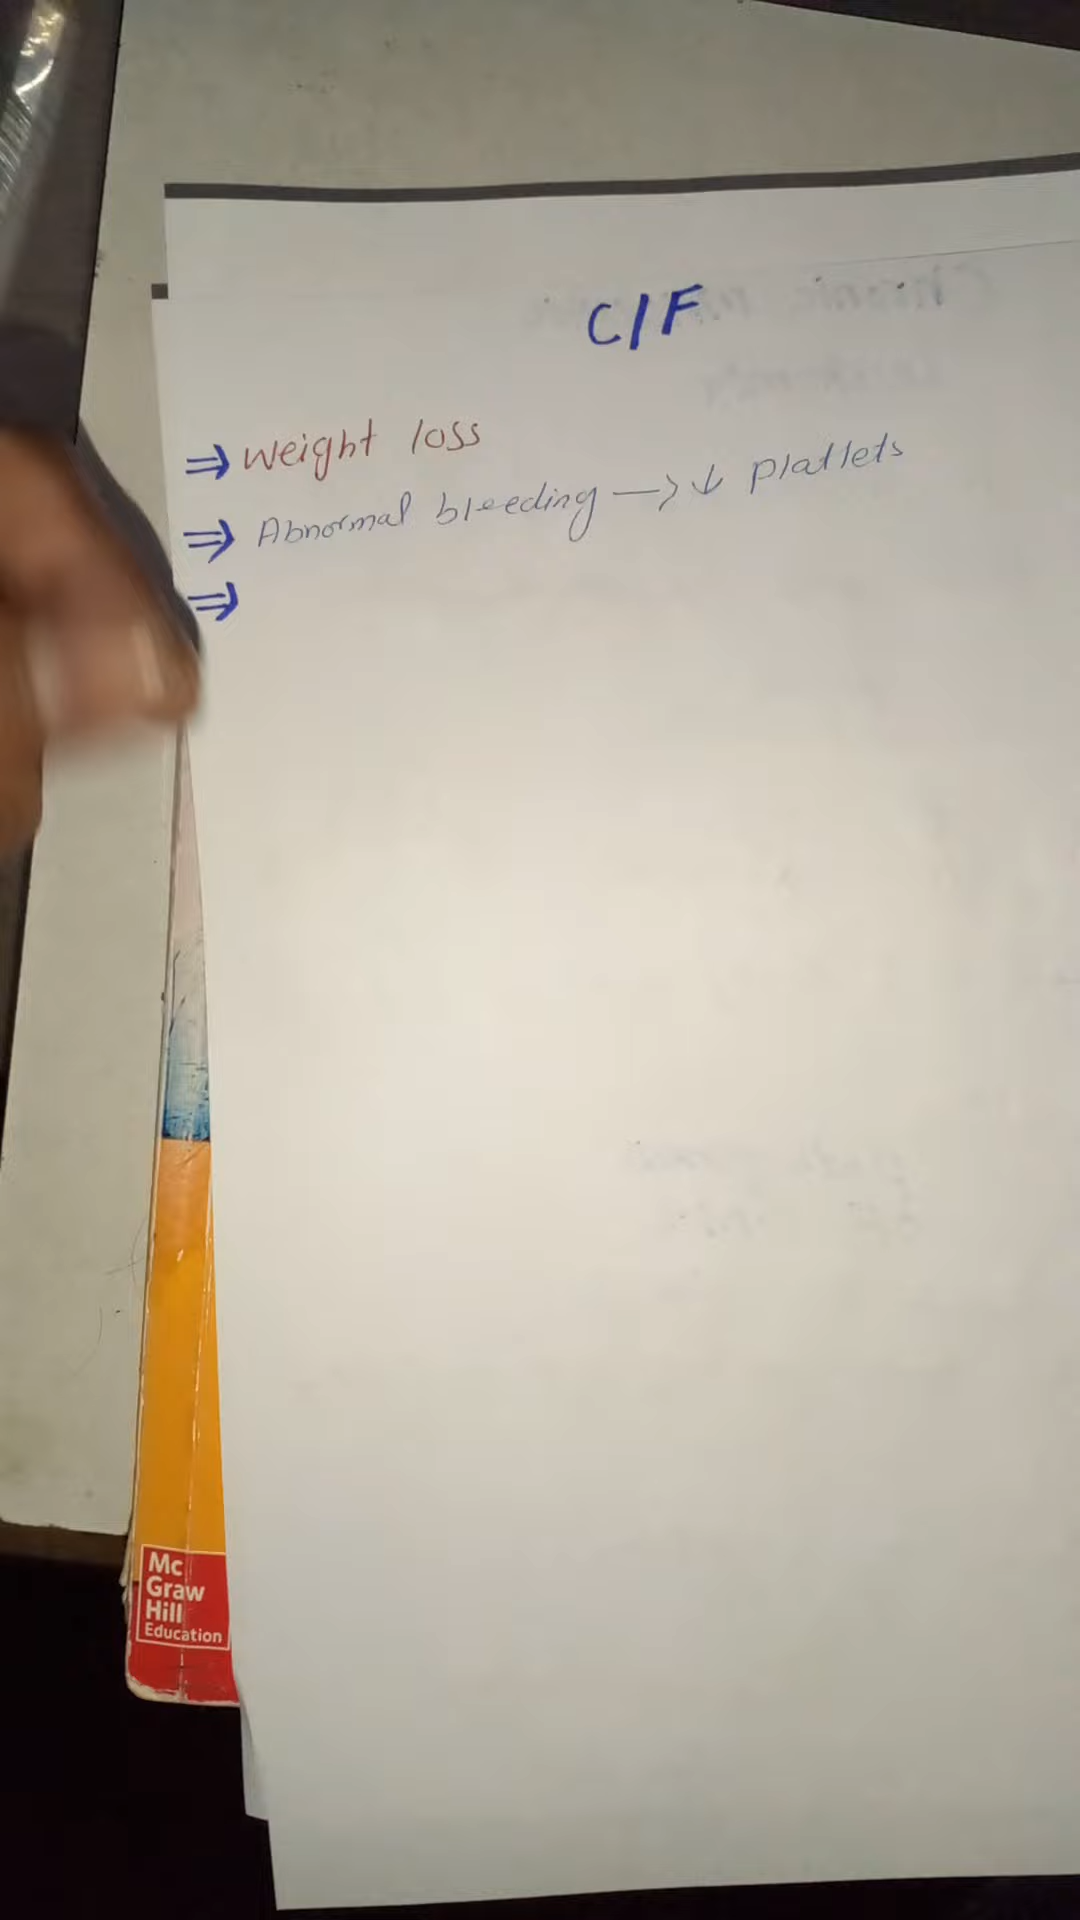 C/F
⇒ Weight loss
⇒ Abnormal bleeding → ↓ Platlets
⇒
Mc
Graw
Hill
Education